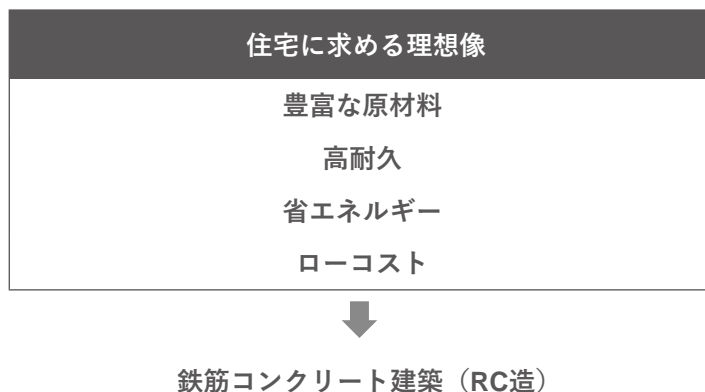 住宅に求める理想像
豊富な原材料
高耐久
省エネルギー
ローコスト
鉄筋コンクリート建築（RC造）